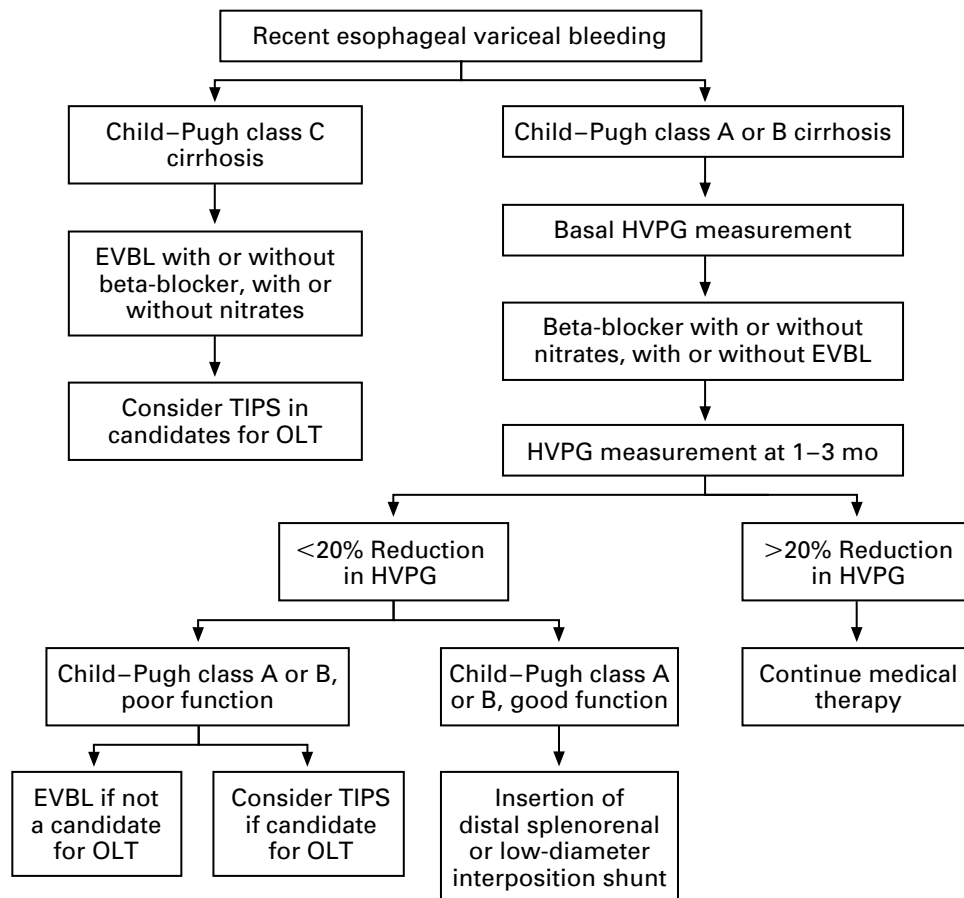 Recent esophageal variceal bleeding
Child–Pugh class C
cirrhosis
Child–Pugh class A or B cirrhosis
EVBL with or without
beta-blocker, with or
without nitrates
Basal HVPG measurement
Consider TIPS in
candidates for OLT
Beta-blocker with or without
nitrates, with or without EVBL
HVPG measurement at 1–3 mo
<20% Reduction
in HVPG
>20% Reduction
in HVPG
Child–Pugh class A or B,
poor function
Child–Pugh class A
or B, good function
Continue medical
therapy
EVBL if not
a candidate
for OLT
Consider TIPS
if candidate
for OLT
Insertion of
distal splenorenal
or low-diameter
interposition shunt